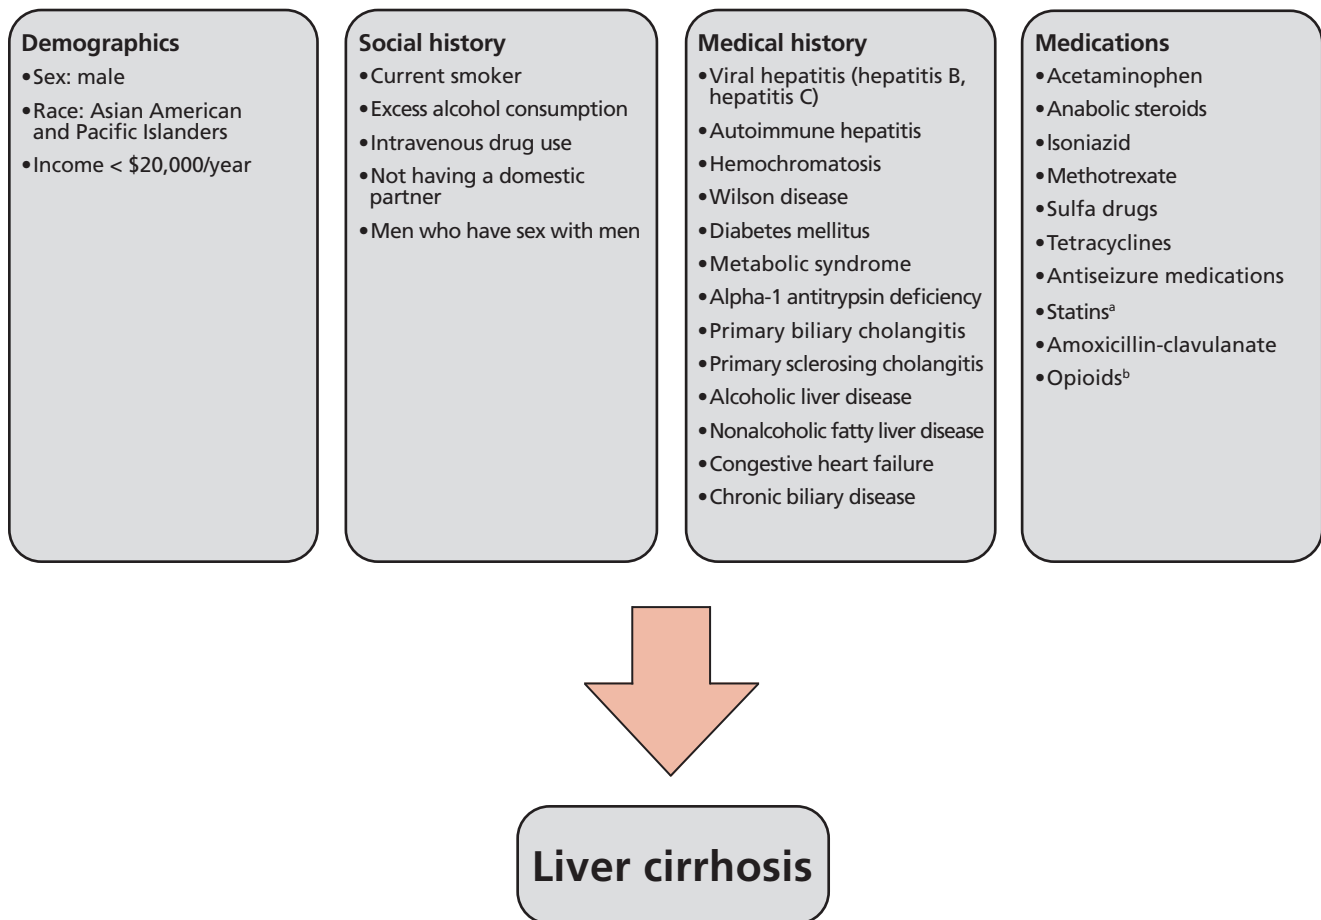 Demographics
•Sex: male
•Race: Asian American
and Pacific Islanders
•Income < $20,000/year
Social history
•Current smoker
•Excess alcohol consumption
•Intravenous drug use
•Not having a domestic
partner
•Men who have sex with men
Medical history
•Viral hepatitis (hepatitis B,
hepatitis C)
•Autoimmune hepatitis
•Hemochromatosis
•Wilson disease
•Diabetes mellitus
•Metabolic syndrome
•Alpha-1 antitrypsin deficiency
•Primary biliary cholangitis
•Primary sclerosing cholangitis
•Alcoholic liver disease
•Nonalcoholic fatty liver disease
•Congestive heart failure
•Chronic biliary disease
Medications
•Acetaminophen
•Anabolic steroids
•Isoniazid
•Methotrexate
•Sulfa drugs
•Tetracyclines
•Antiseizure medications
•Statinsᵃ
•Amoxicillin-clavulanate
•Opioidsᵇ
Liver cirrhosis